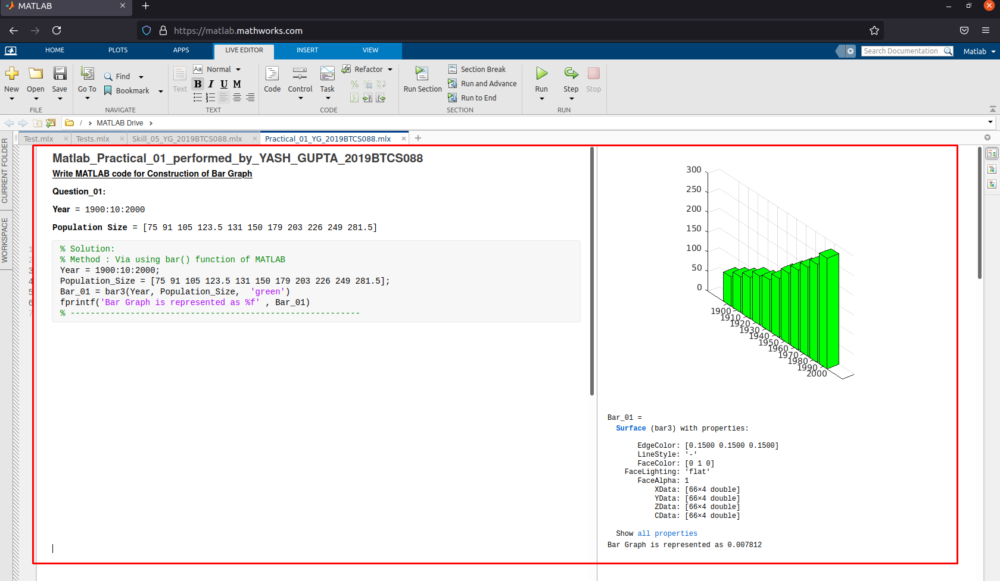 MATLAB
https://matlab.mathworks.com
HOME PLOTS APPS LIVE EDITOR INSERT VIEW
Search Documentation
Matlab
New Open Save
FILE
Go To
Find
Bookmark
NAVIGATE
Text
Aa Normal
B I U M
TEXT
Code Control Task
Refactor
CODE
Run Section
Section Break
Run and Advance
Run to End
SECTION
Run Step Stop
RUN
/ MATLAB Drive
CURRENT FOLDER
WORKSPACE
Test.mlx Tests.mlx Skill_05_YG_2019BTCS088.mlx Practical_01_YG_2019BTCS088.mlx
Matlab_Practical_01_performed_by_YASH_GUPTA_2019BTCS088
Write MATLAB code for Construction of Bar Graph
Question_01:
Year = 1900:10:2000
Population Size = [75 91 105 123.5 131 150 179 203 226 249 281.5]
1 % Solution:
2 % Method : Via using bar() function of MATLAB
3 Year = 1900:10:2000;
4 Population_Size = [75 91 105 123.5 131 150 179 203 226 249 281.5];
5 Bar_01 = bar3(Year, Population_Size,  'green')
6 fprintf('Bar Graph is represented as %f' , Bar_01)
7 % ----------------------------------------------------------
300
250
200
150
100
50
0
1900
1910
1920
1930
1940
1950
1960
1970
1980
1990
2000
Bar_01 =
Surface (bar3) with properties:
EdgeColor: [0.1500 0.1500 0.1500]
LineStyle: '-'
FaceColor: [0 1 0]
FaceLighting: 'flat'
FaceAlpha: 1
XData: [66×4 double]
YData: [66×4 double]
ZData: [66×4 double]
CData: [66×4 double]
Show all properties
Bar Graph is represented as 0.007812